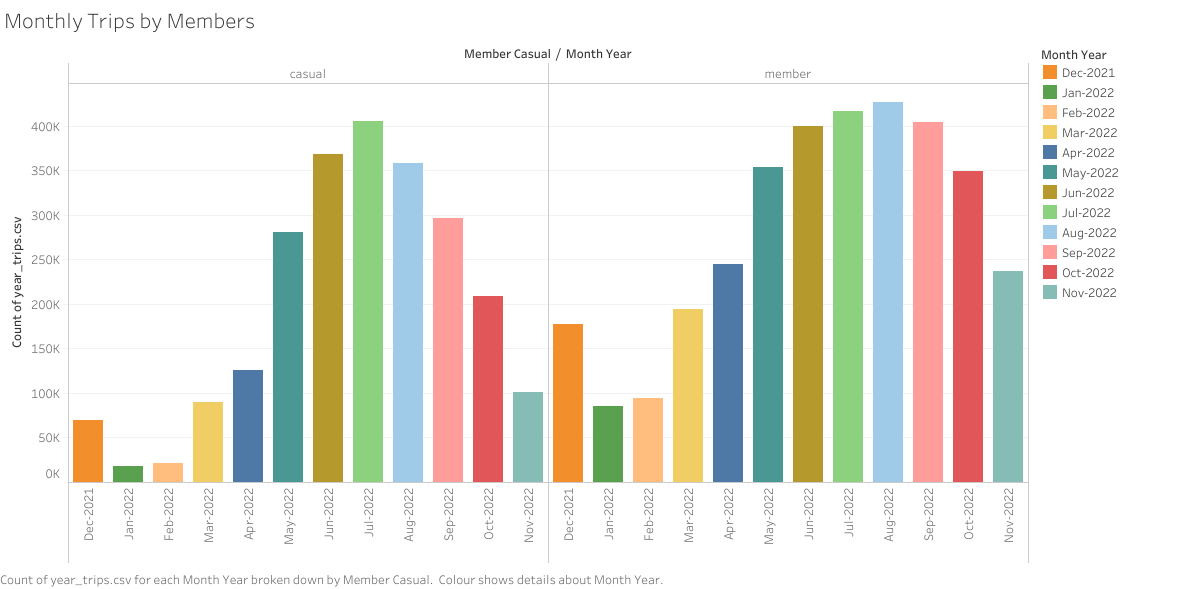 Monthly Trips by Members
Member Casual / Month Year
casual
member
Month Year
Dec-2021
Jan-2022
Feb-2022
Mar-2022
Apr-2022
May-2022
Jun-2022
Jul-2022
Aug-2022
Sep-2022
Oct-2022
Nov-2022
Count of year_trips.csv
400K
350K
300K
250K
200K
150K
100K
50K
0K
Dec-2021
Jan-2022
Feb-2022
Mar-2022
Apr-2022
May-2022
Jun-2022
Jul-2022
Aug-2022
Sep-2022
Oct-2022
Nov-2022
Dec-2021
Jan-2022
Feb-2022
Mar-2022
Apr-2022
May-2022
Jun-2022
Jul-2022
Aug-2022
Sep-2022
Oct-2022
Nov-2022
Count of year_trips.csv for each Month Year broken down by Member Casual.  Colour shows details about Month Year.